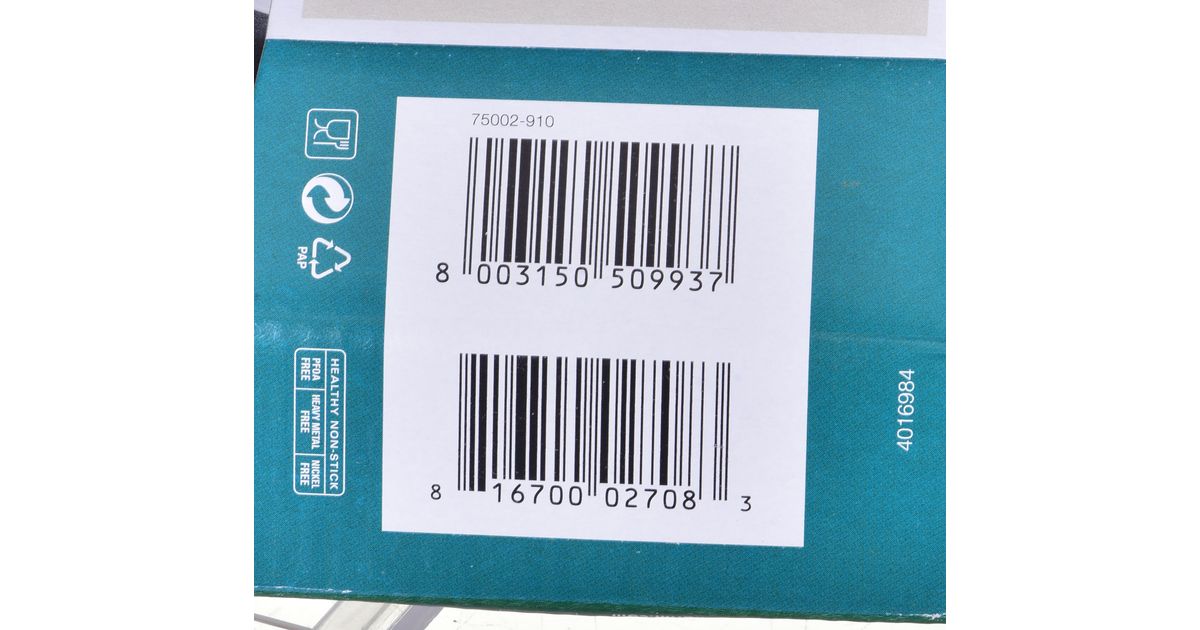 75002-910
8 003150 509937
8 16700 02708 3
PAP
HEALTHY NON-STICK
PFOA FREE
HEAVY METAL FREE
NICKEL FREE
4016984